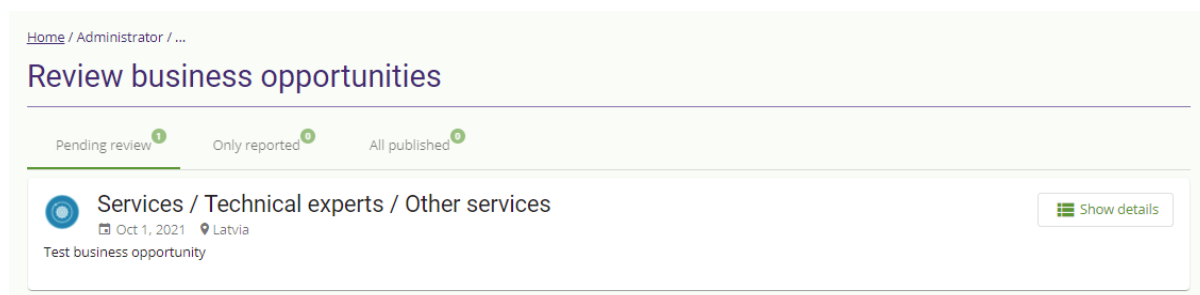 Home / Administrator / ...
Review business opportunities
Pending review 1 Only reported 0 All published 0
Services / Technical experts / Other services
Show details
Oct 1, 2021 Latvia
Test business opportunity